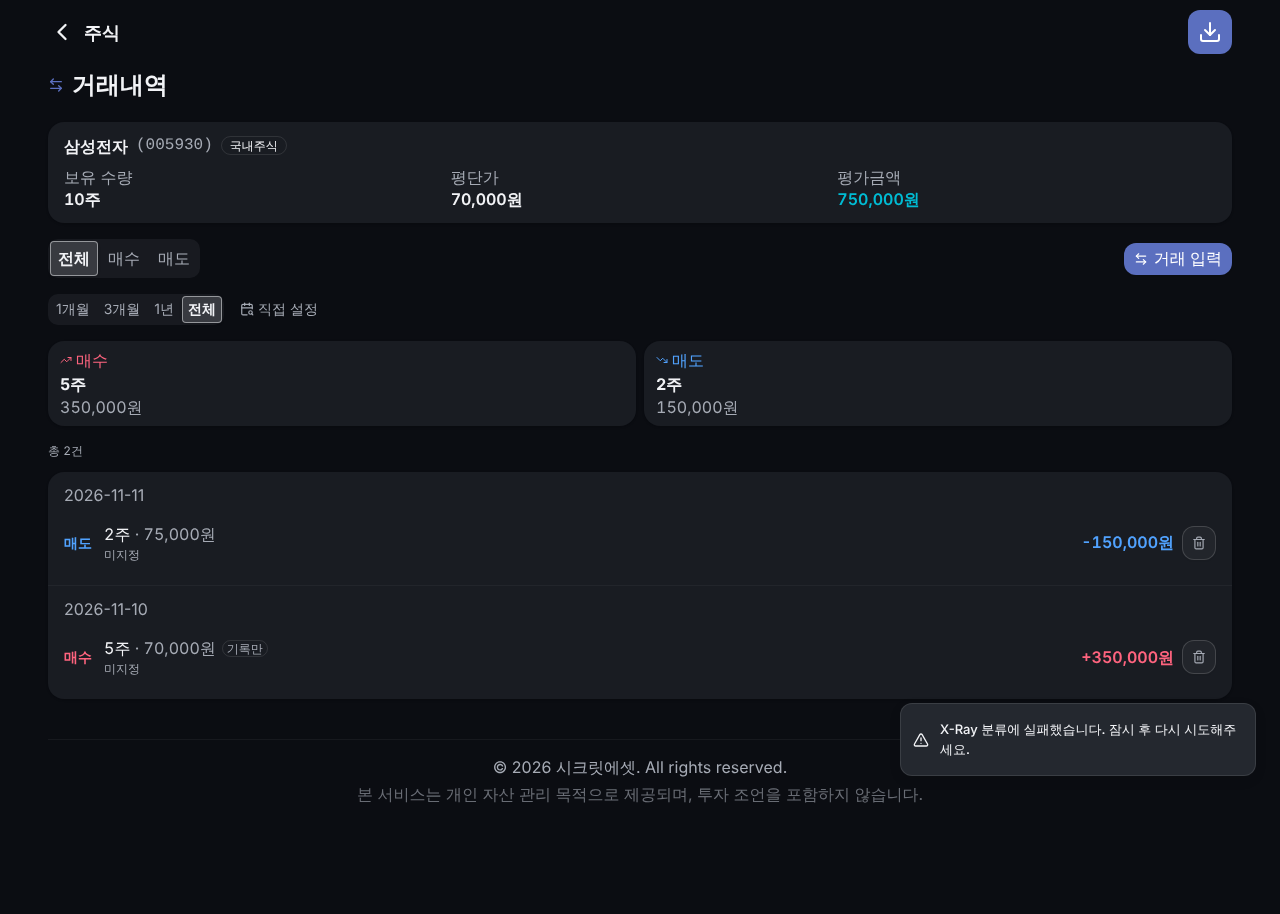 주식
거래내역
삼성전자 (005930) 국내주식
보유 수량 평단가 평가금액
10주 70,000원 750,000원
전체 매수 매도 거래 입력
1개월 3개월 1년 전체 직접 설정
매수 매도
5주 2주
350,000원 150,000원
총 2건
2026-11-11
매도 2주 · 75,000원 -150,000원
미지정
2026-11-10
매수 5주 · 70,000원 기록만 +350,000원
미지정
X-Ray 분류에 실패했습니다. 잠시 후 다시 시도해주
세요.
© 2026 시크릿에셋. All rights reserved.
본 서비스는 개인 자산 관리 목적으로 제공되며, 투자 조언을 포함하지 않습니다.